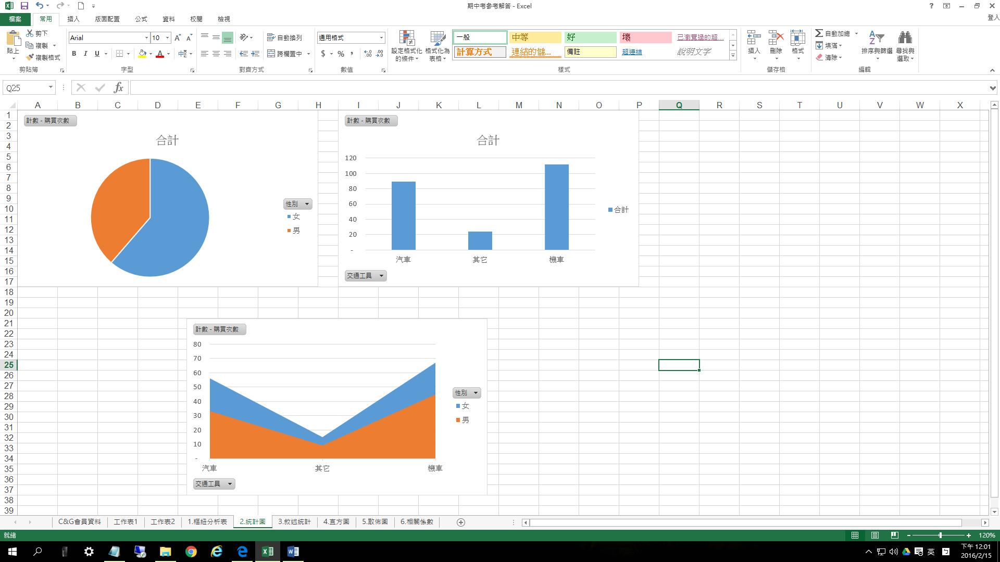 期中考參考解答 - Excel
檔案 常用 插入 版面配置 公式 資料 校閱 檢視 登入
貼上 剪下 複製 複製格式 剪貼簿
Arial 10 B I U 中文 字型
自動換列 跨欄置中 對齊方式
通用格式 $ % , 數值
設定格式化的條件 格式化為表格
一般 中等 好 壞 已瀏覽過的超...
計算方式 連結的儲... 備註 超連結 說明文字
樣式
插入 刪除 格式 儲存格
自動加總 填滿 清除 排序與篩選 尋找與選取 編輯
Q25 fx
A B C D E F G H I J K L M N O P Q R S T U V W X
1
2
3
4
5
6
7
8
9
10
11
12
13
14
15
16
17
18
19
20
21
22
23
24
25
26
27
28
29
30
31
32
33
34
35
36
37
38
39
計數 - 購買次數
合計
性別
女
男
計數 - 購買次數
合計
120
100
80
60
40
20
-
汽車 其它 機車
合計
交通工具
計數 - 購買次數
80
70
60
50
40
30
20
10
-
汽車 其它 機車
性別
女
男
交通工具
C&G會員資料 工作表1 工作表2 1.樞紐分析表 2.統計圖 3.敘述統計 4.直方圖 5.散佈圖 6.相關係數
就緒 120%
英 下午 12:01
2016/2/15